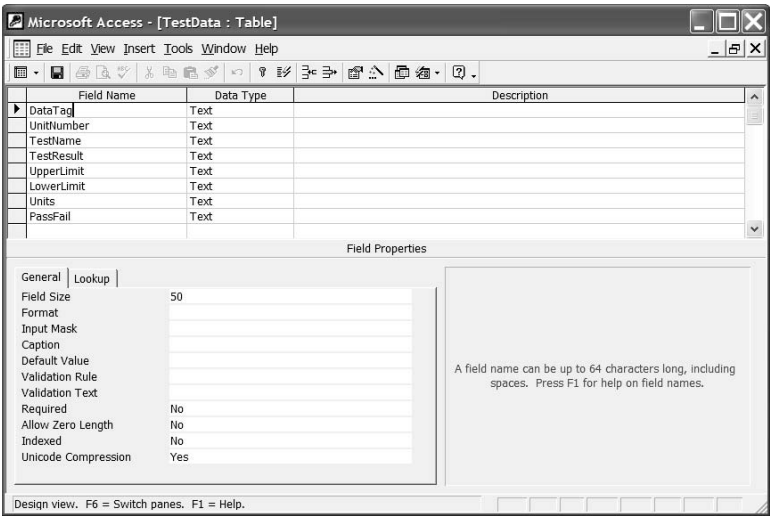 Microsoft Access - [TestData : Table]
File Edit View Insert Tools Window Help
Field Name Data Type Description
DataTag Text
UnitNumber Text
TestName Text
TestResult Text
UpperLimit Text
LowerLimit Text
Units Text
PassFail Text
Field Properties
General Lookup
Field Size 50
Format
Input Mask
Caption
Default Value
Validation Rule
Validation Text
Required No
Allow Zero Length No
Indexed No
Unicode Compression Yes
A field name can be up to 64 characters long, including
spaces. Press F1 for help on field names.
Design view. F6 = Switch panes. F1 = Help.